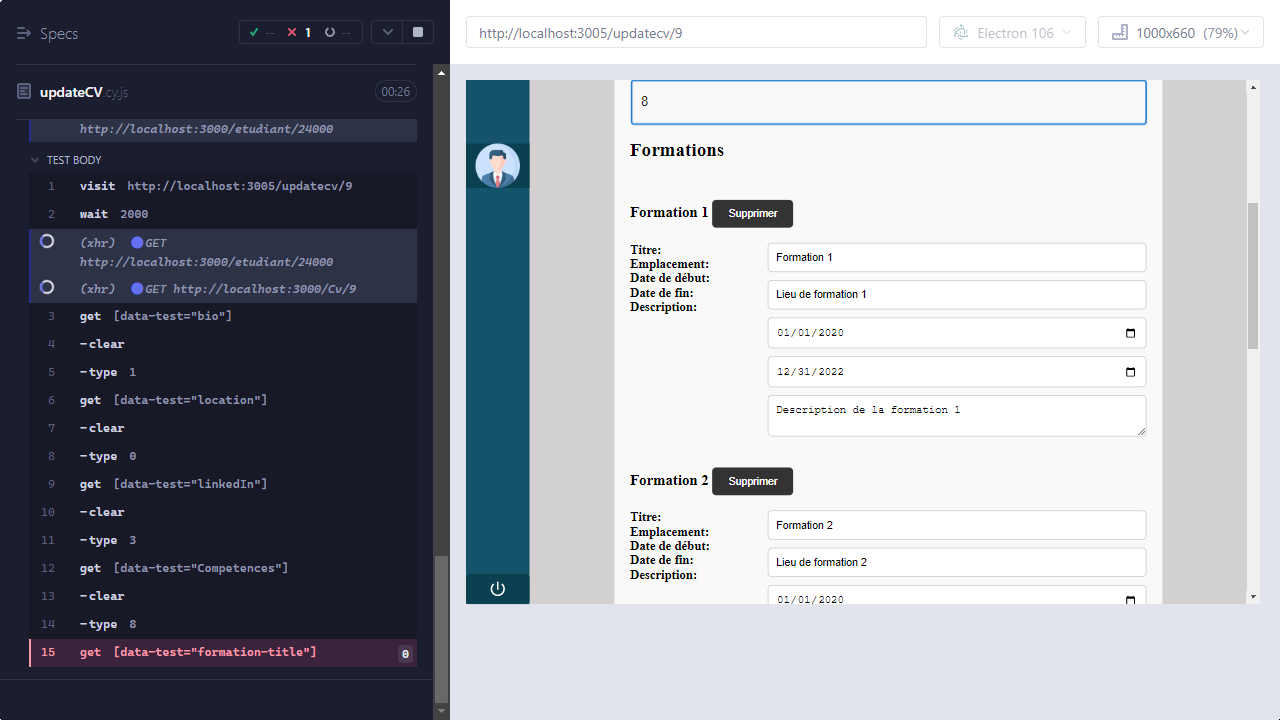 Specs
-- 1 --
updateCV.cy.js 00:26
http://localhost:3000/etudiant/24000
TEST BODY
1 visit http://localhost:3005/updatecv/9
2 wait 2000
(xhr) GET
http://localhost:3000/etudiant/24000
(xhr) GET http://localhost:3000/Cv/9
3 get [data-test="bio"]
4 -clear
5 -type 1
6 get [data-test="location"]
7 -clear
8 -type 0
9 get [data-test="linkedIn"]
10 -clear
11 -type 3
12 get [data-test="Competences"]
13 -clear
14 -type 8
15 get [data-test="formation-title"] 0
http://localhost:3005/updatecv/9
Electron 106
1000x660 (79%)
8
Formations
Formation 1 Supprimer
Titre:
Emplacement:
Date de début:
Date de fin:
Description:
Formation 1
Lieu de formation 1
01/01/2020
12/31/2022
Description de la formation 1
Formation 2 Supprimer
Titre:
Emplacement:
Date de début:
Date de fin:
Description:
Formation 2
Lieu de formation 2
01/01/2020